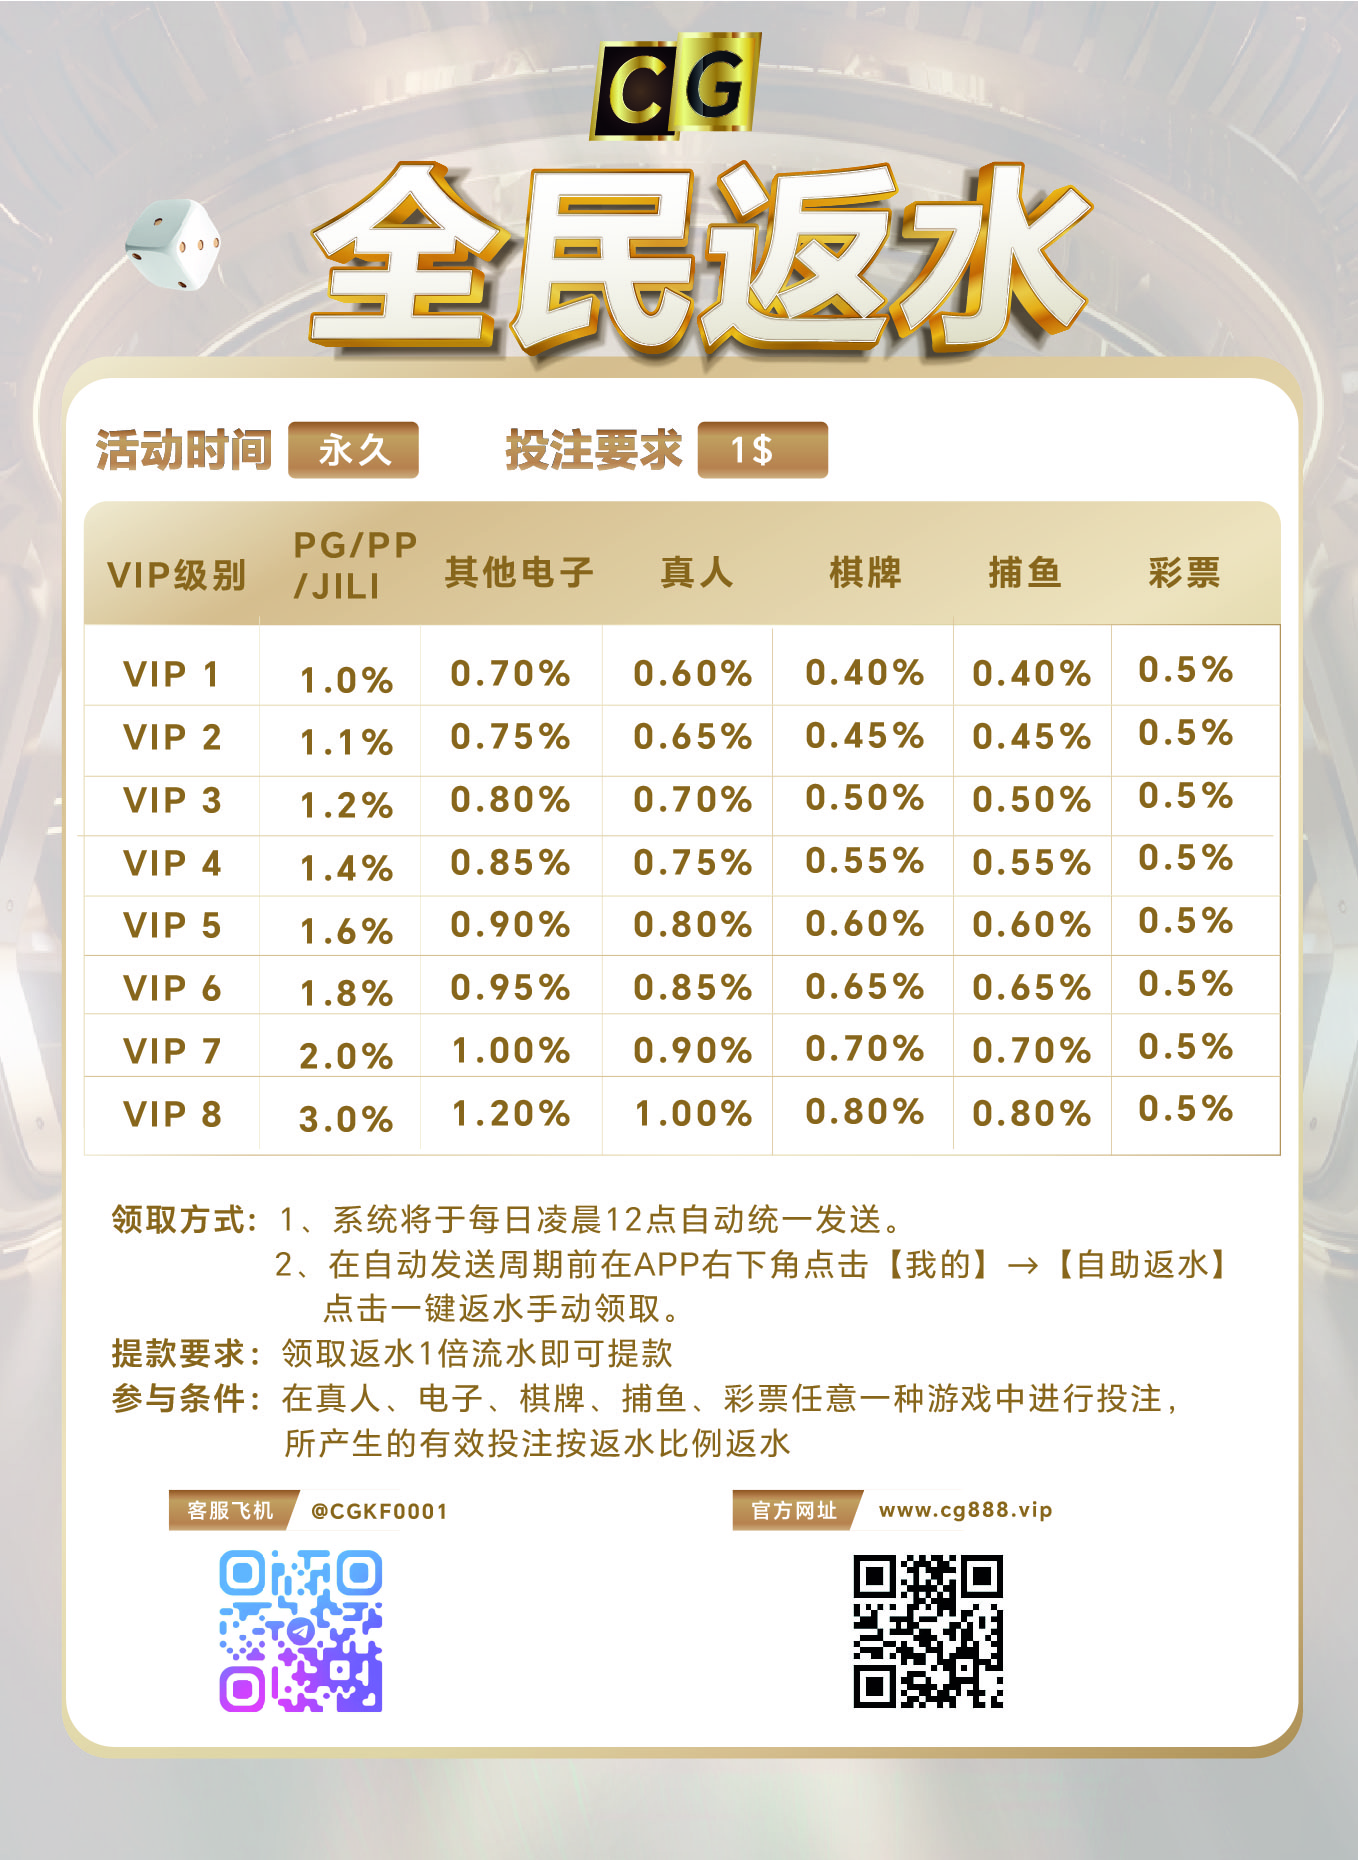 CG
全民返水
活动时间 永久 投注要求 1$
VIP级别 PG/PP/JILI 其他电子 真人 棋牌 捕鱼 彩票
VIP 1 1.0% 0.70% 0.60% 0.40% 0.40% 0.5%
VIP 2 1.1% 0.75% 0.65% 0.45% 0.45% 0.5%
VIP 3 1.2% 0.80% 0.70% 0.50% 0.50% 0.5%
VIP 4 1.4% 0.85% 0.75% 0.55% 0.55% 0.5%
VIP 5 1.6% 0.90% 0.80% 0.60% 0.60% 0.5%
VIP 6 1.8% 0.95% 0.85% 0.65% 0.65% 0.5%
VIP 7 2.0% 1.00% 0.90% 0.70% 0.70% 0.5%
VIP 8 3.0% 1.20% 1.00% 0.80% 0.80% 0.5%
领取方式: 1、系统将于每日凌晨12点自动统一发送。
2、在自动发送周期前在APP右下角点击【我的】→【自助返水】
点击一键返水手动领取。
提款要求: 领取返水1倍流水即可提款
参与条件: 在真人、电子、棋牌、捕鱼、彩票任意一种游戏中进行投注,
所产生的有效投注按返水比例返水
客服飞机 @CGKF0001 官方网址 www.cg888.vip